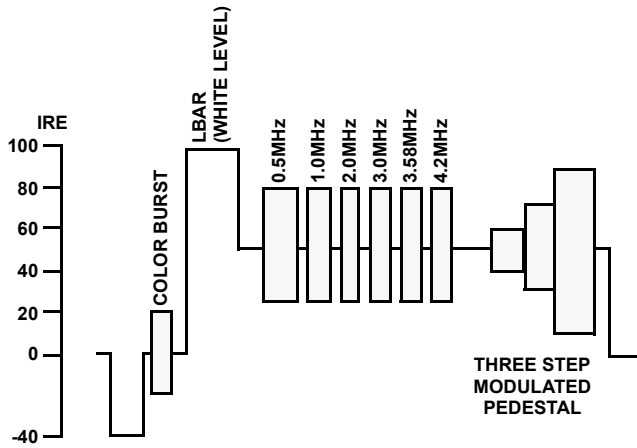 IRE
100
80
60
40
20
0
-40
COLOR BURST
LBAR
(WHITE LEVEL)
0.5MHz
1.0MHz
2.0MHz
3.0MHz
3.58MHz
4.2MHz
THREE STEP
MODULATED
PEDESTAL